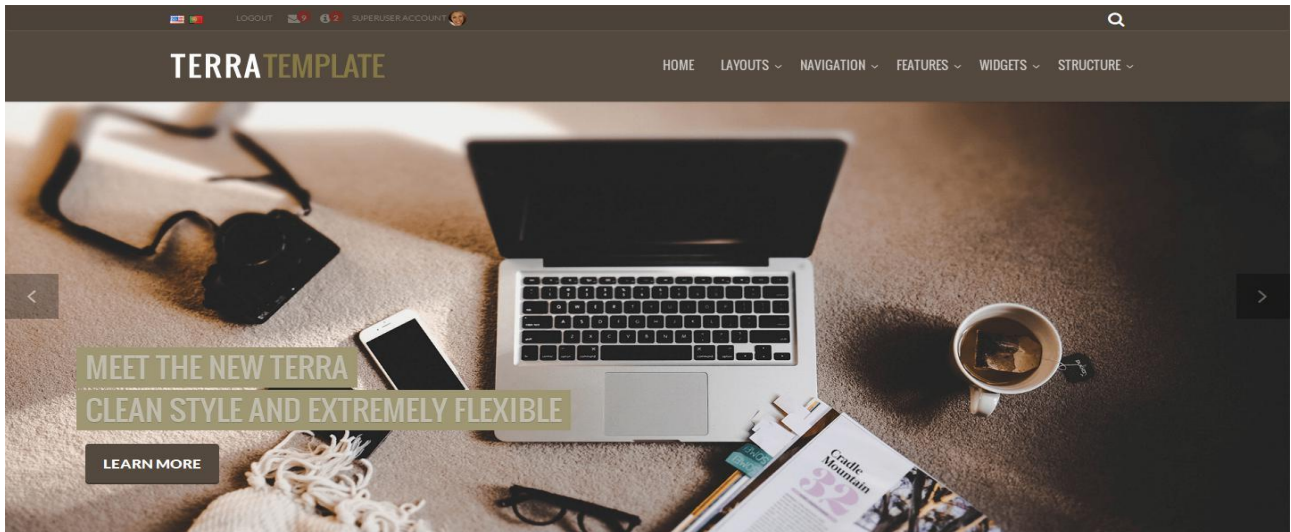 LOGOUT 9 2 SUPERUSER ACCOUNT
TERRATEMPLATE
HOME LAYOUTS NAVIGATION FEATURES WIDGETS STRUCTURE
MEET THE NEW TERRA
CLEAN STYLE AND EXTREMELY FLEXIBLE
LEARN MORE
Cradle
Mountain
32